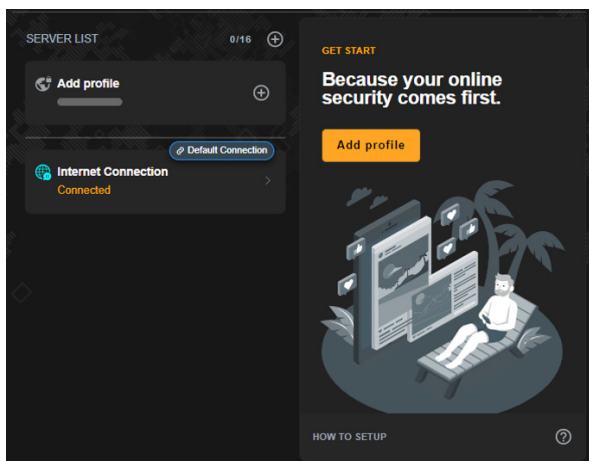 SERVER LIST
0/16
Add profile
Default Connection
Internet Connection
Connected
GET START
Because your online
security comes first.
Add profile
HOW TO SETUP